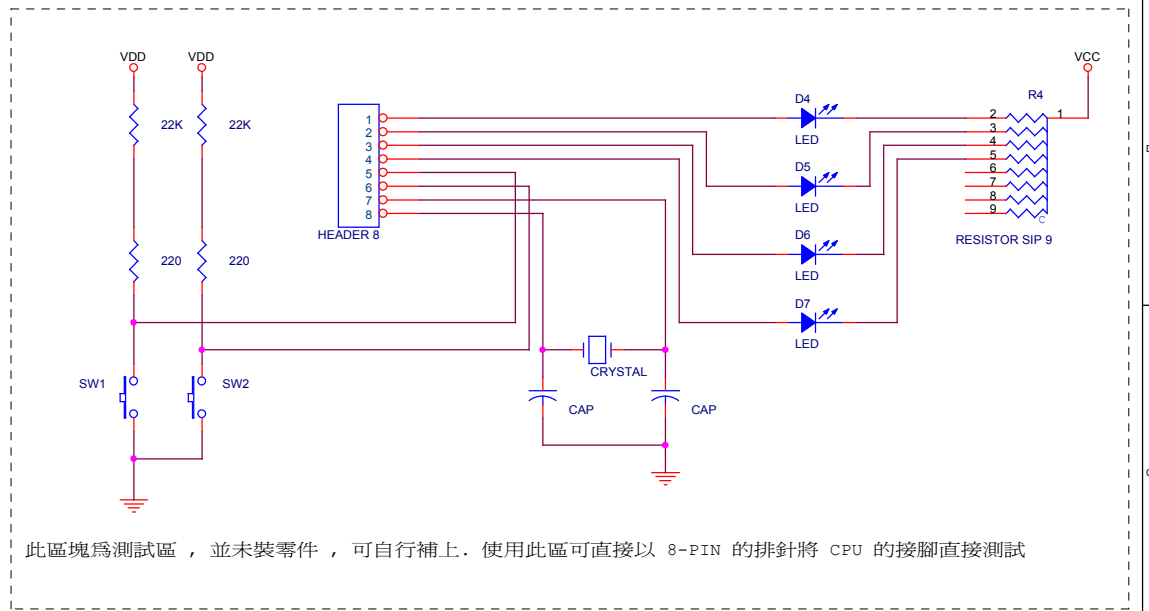 VDD VDD VCC
22K 22K
220 220
SW1 SW2
1
2
3
4
5
6
7
8
HEADER 8
D4
LED
D5
LED
D6
LED
D7
LED
CRYSTAL
CAP CAP
R4
2 1
3
4
5
6
7
8
9
C
RESISTOR SIP 9
此區塊爲測試區 , 並未裝零件 , 可自行補上. 使用此區可直接以 8-PIN 的排針將 CPU 的接腳直接測試